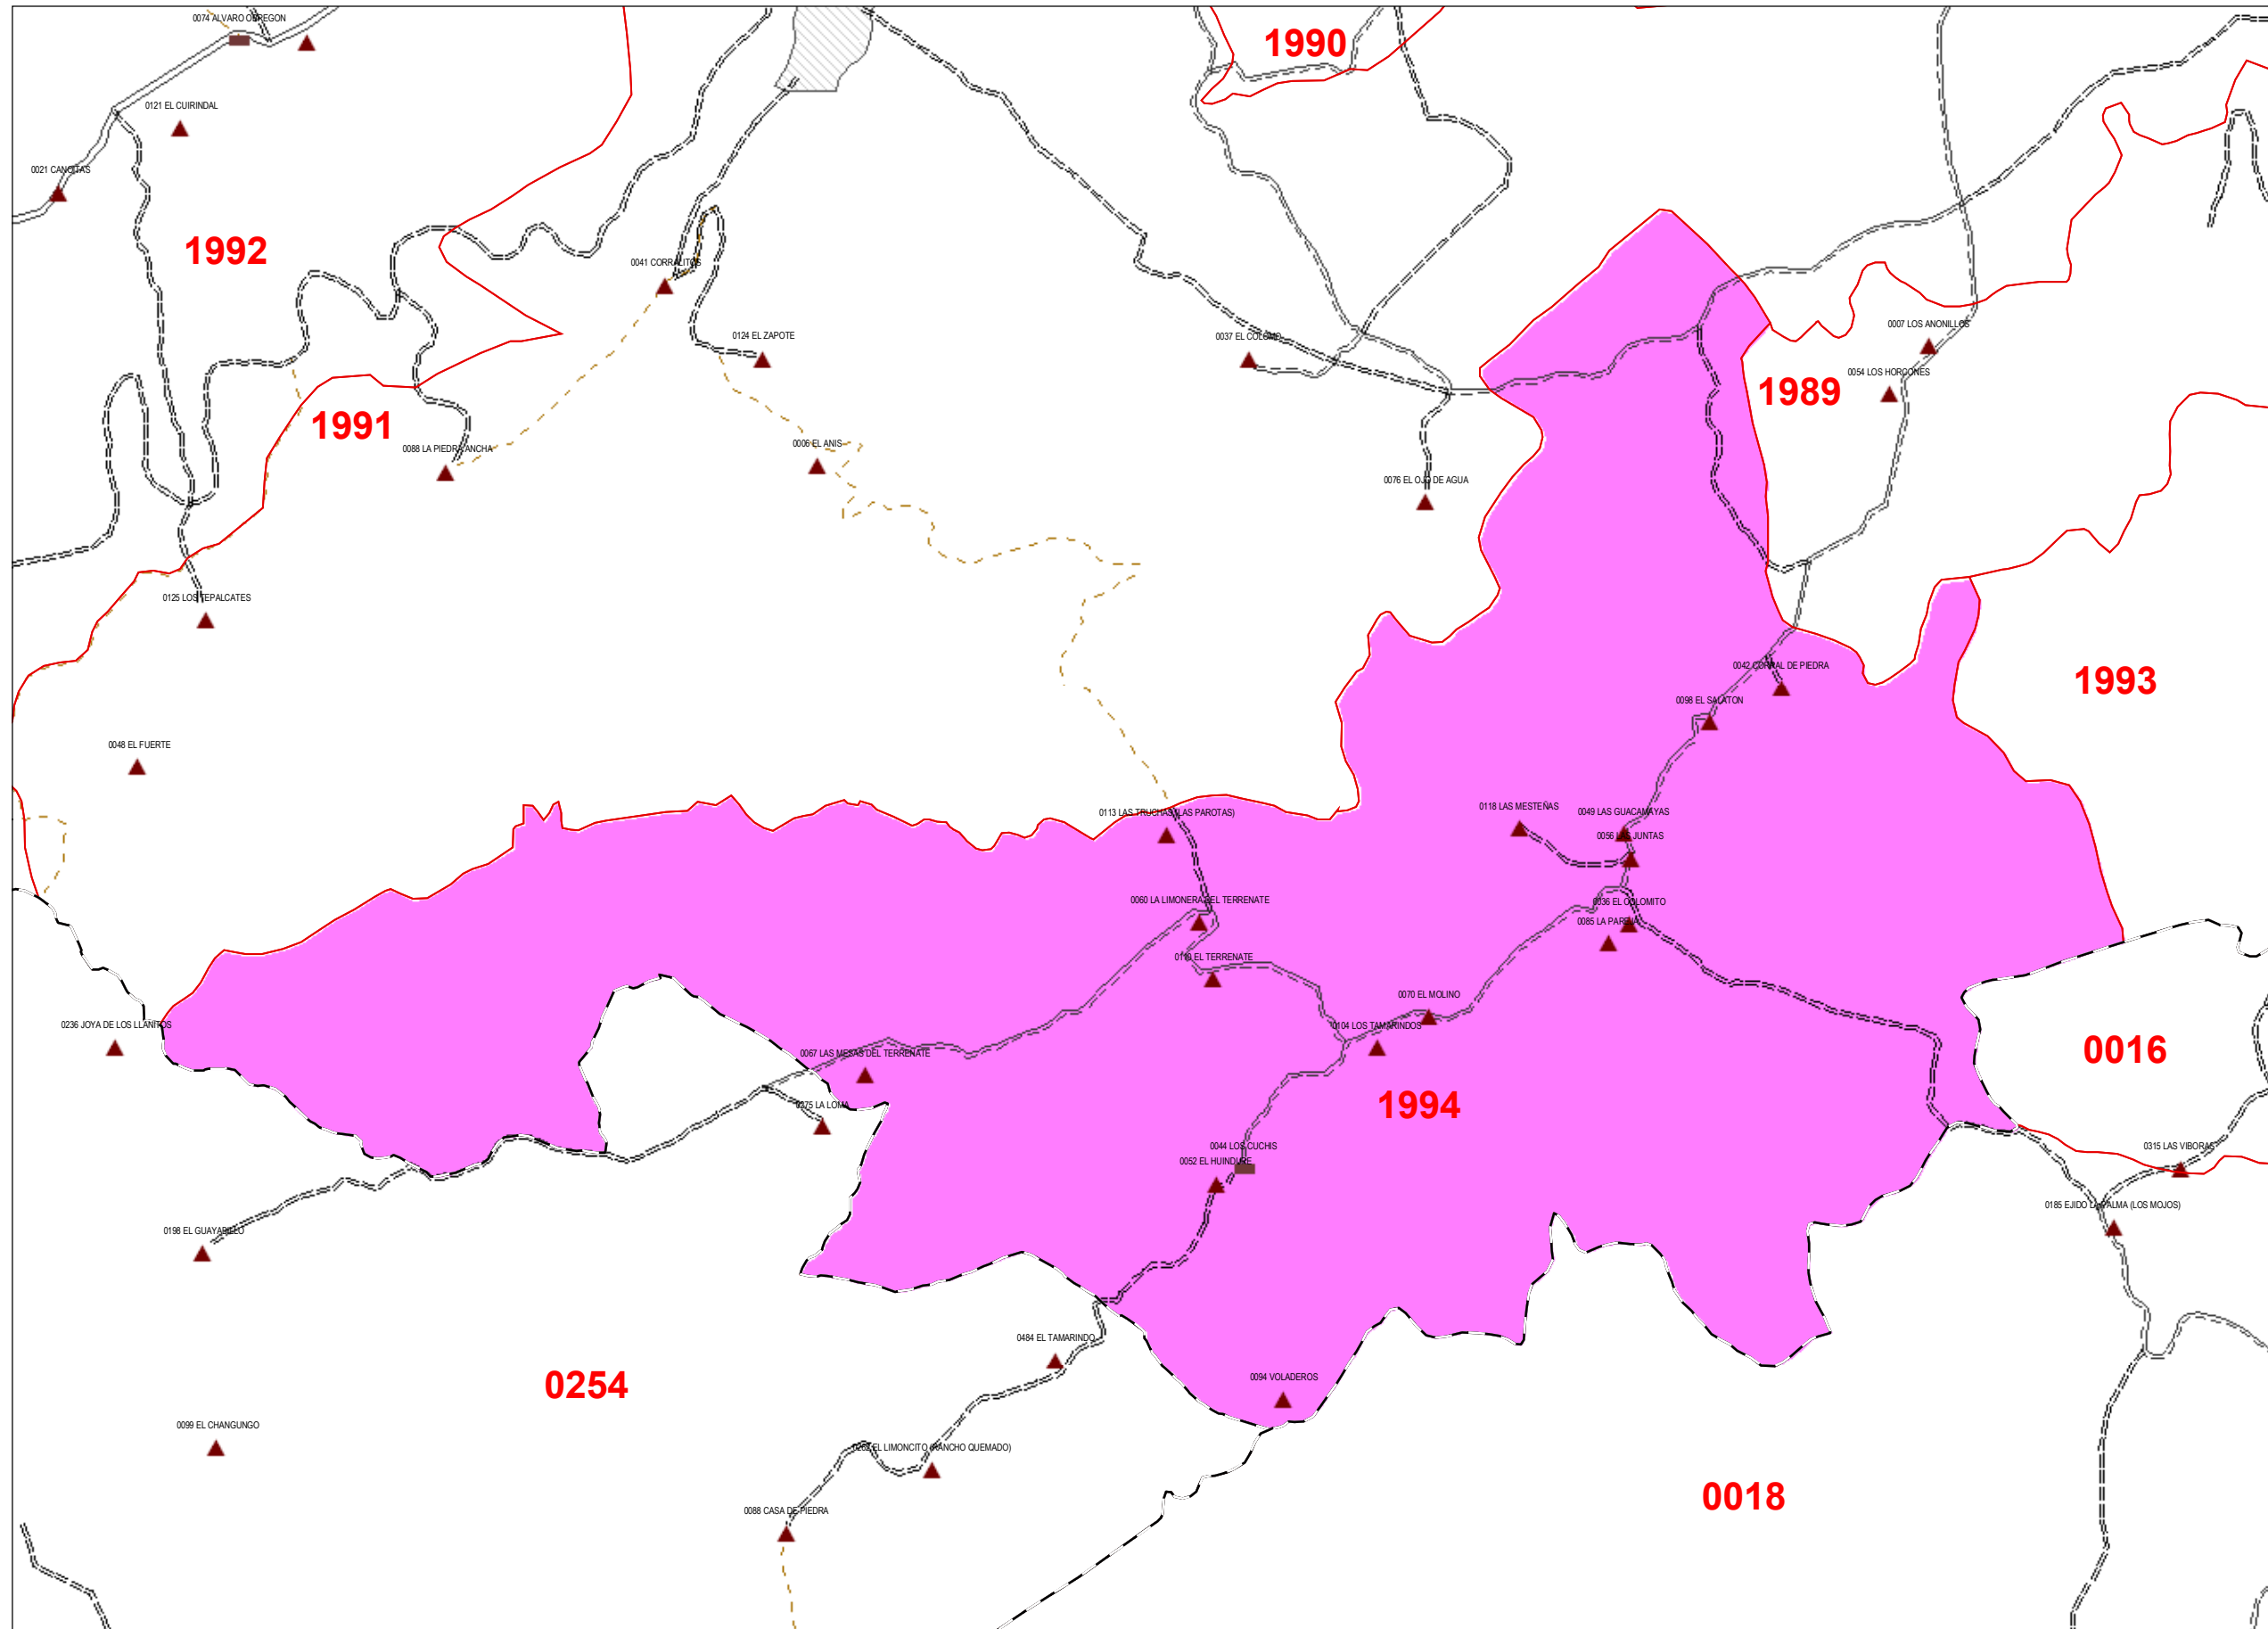 0074 ALVARO OBREGON
1990
0121 EL CUIRINDAL
0021 CANOITAS
1992
0041 CORRALITOS
0124 EL ZAPOTE
0037 EL COLOMO
0007 LOS ANONILLOS
0054 LOS HORCONES
1989
1991
0088 LA PIEDRA ANCHA
0006 EL ANIS
0076 EL OJO DE AGUA
0125 LOS TEPALCATES
0042 CORRAL DE PIEDRA
1993
0098 EL SALATON
0048 EL FUERTE
0113 LAS TRUCHAS (LAS PAROTAS)
0118 LAS MESTEÑAS
0049 LAS GUACAMAYAS
0056 LAS JUNTAS
0060 LA LIMONERA DEL TERRENATE
0036 EL COLOMITO
0085 LA PAREJA
0110 EL TERRENATE
0070 EL MOLINO
0236 JOYA DE LOS LLANITOS
0104 LOS TAMARINDOS
0067 LAS MESAS DEL TERRENATE
0016
0375 LA LOMA
1994
0044 LOS CUCHIS
0052 EL HUINDURE
0315 LAS VIBORAS
0185 EJIDO LA PALMA (LOS MOJOS)
0198 EL GUAYABILLO
0484 EL TAMARINDO
0254
0094 VOLADEROS
0099 EL CHANGUNGO
EL LIMONCITO (RANCHO QUEMADO)
0018
0088 CASA DE PIEDRA